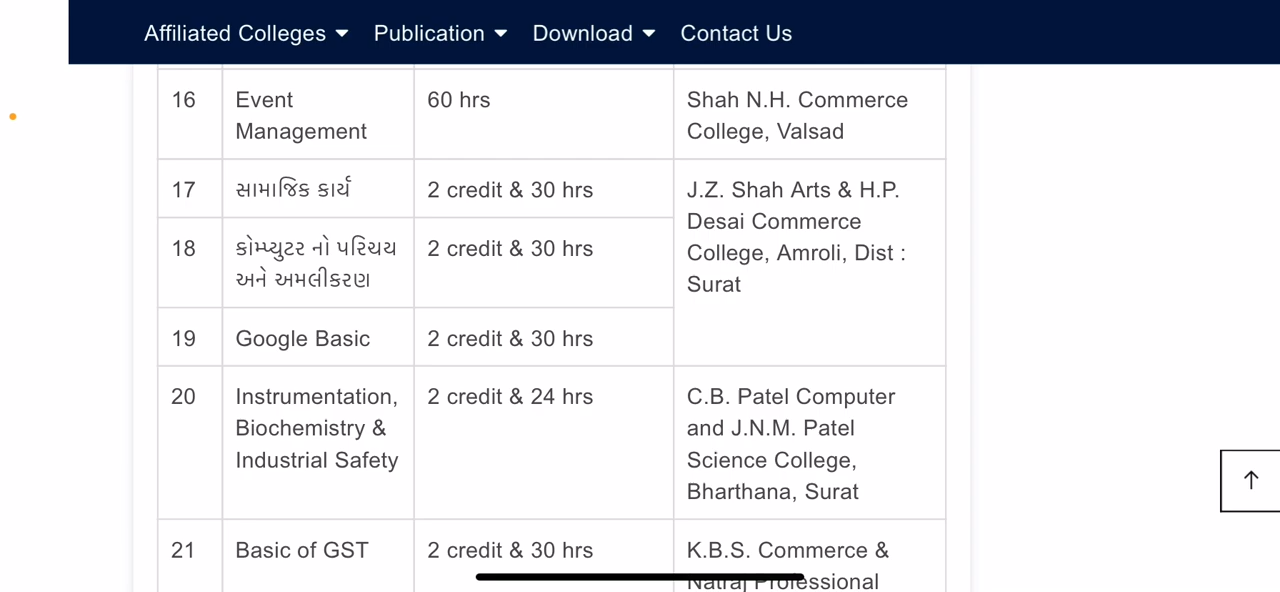 Affiliated Colleges Publication Download Contact Us
16 Event 60 hrs Shah N.H. Commerce
Management College, Valsad
17 સામાજિક કાર્ય 2 credit & 30 hrs J.Z. Shah Arts & H.P.
Desai Commerce
18 કોમ્પ્યુટર નો પરિચય 2 credit & 30 hrs College, Amroli, Dist :
અને અમલીકરણ Surat
19 Google Basic 2 credit & 30 hrs
20 Instrumentation, 2 credit & 24 hrs C.B. Patel Computer
Biochemistry & and J.N.M. Patel
Industrial Safety Science College,
Bharthana, Surat
21 Basic of GST 2 credit & 30 hrs K.B.S. Commerce &
Natraj Professional